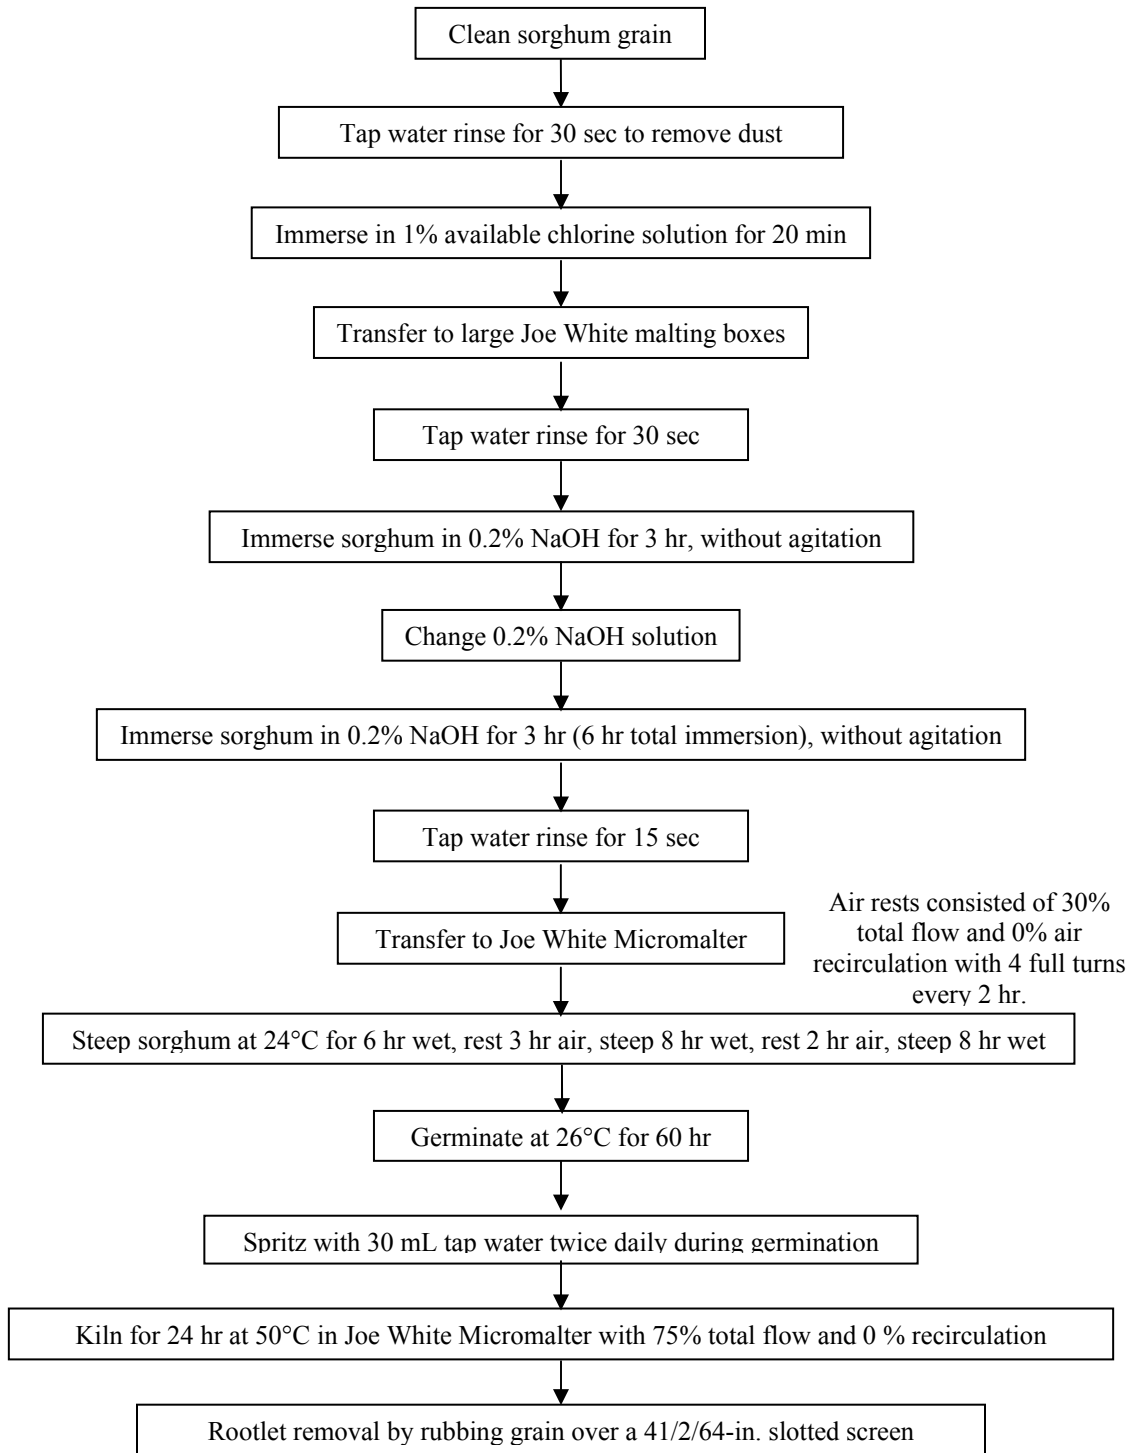 Clean sorghum grain
Tap water rinse for 30 sec to remove dust
Immerse in 1% available chlorine solution for 20 min
Transfer to large Joe White malting boxes
Tap water rinse for 30 sec
Immerse sorghum in 0.2% NaOH for 3 hr, without agitation
Change 0.2% NaOH solution
Immerse sorghum in 0.2% NaOH for 3 hr (6 hr total immersion), without agitation
Tap water rinse for 15 sec
Transfer to Joe White Micromalter
Air rests consisted of 30%
total flow and 0% air
recirculation with 4 full turns
every 2 hr.
Steep sorghum at 24°C for 6 hr wet, rest 3 hr air, steep 8 hr wet, rest 2 hr air, steep 8 hr wet
Germinate at 26°C for 60 hr
Spritz with 30 mL tap water twice daily during germination
Kiln for 24 hr at 50°C in Joe White Micromalter with 75% total flow and 0 % recirculation
Rootlet removal by rubbing grain over a 41/2/64-in. slotted screen